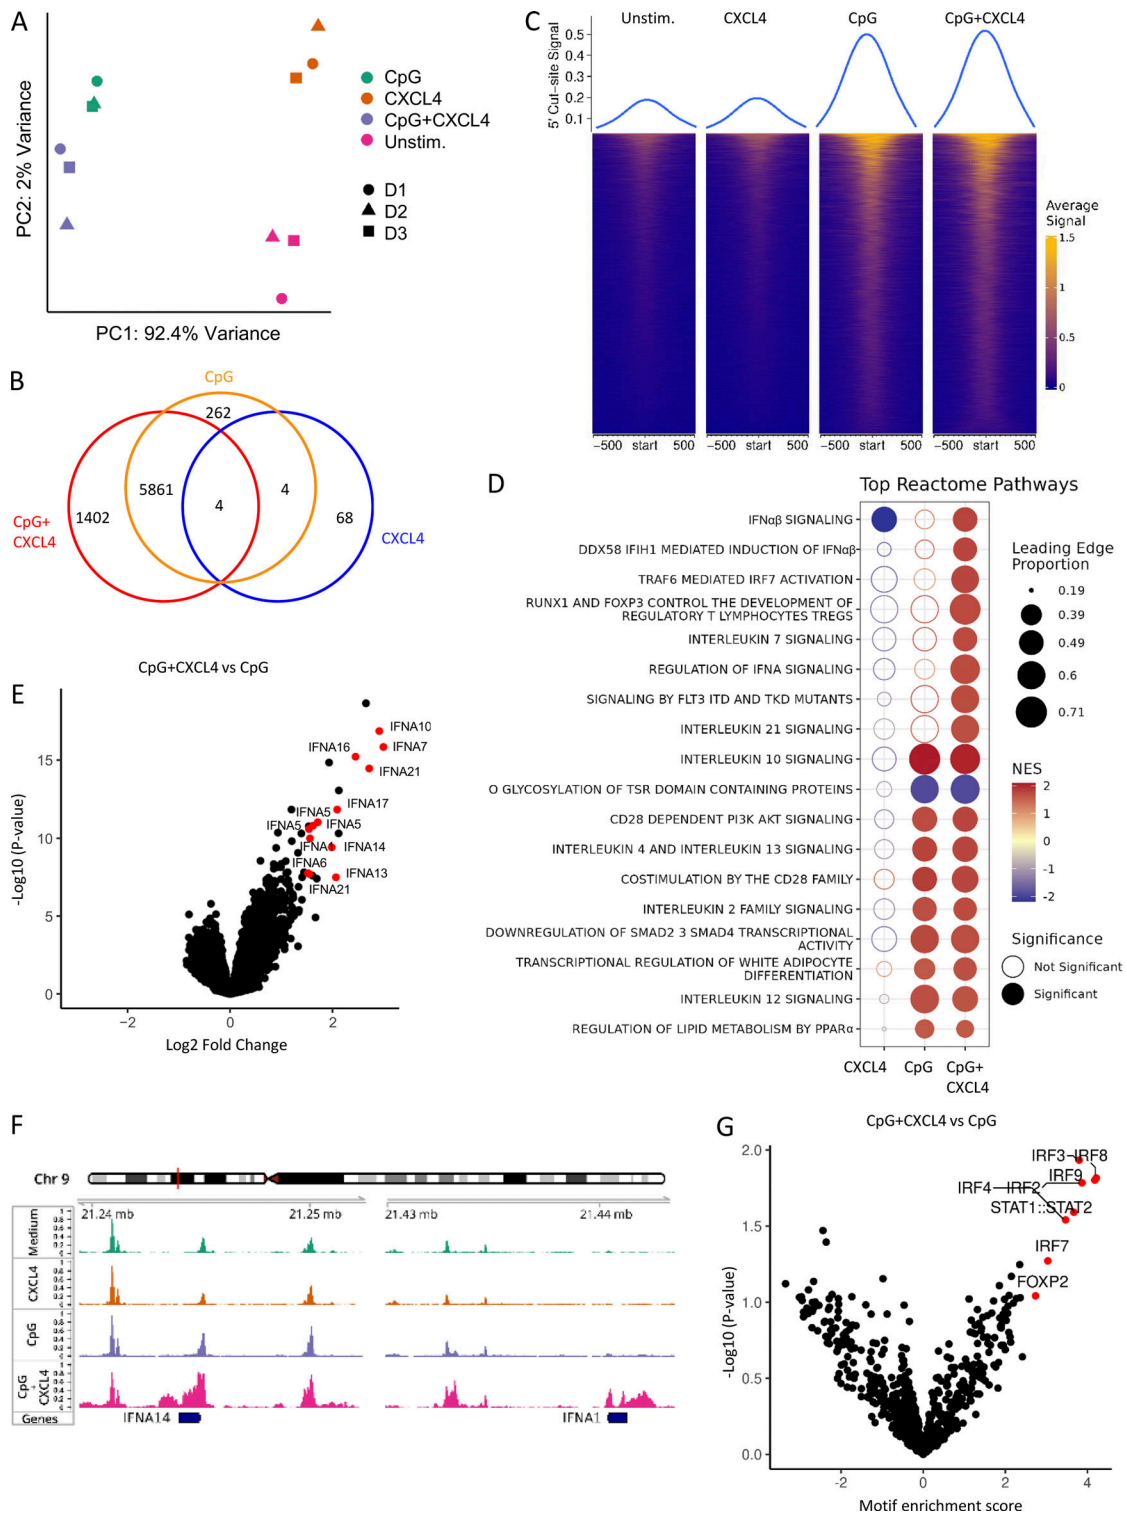 A
PC2: 2% Variance
PC1: 92.4% Variance
CpG
CXCL4
CpG+CXCL4
Unstim.
D1
D2
D3
B
CpG
262
5861
4
4
1402
68
CpG+
CXCL4
CXCL4
C
Unstim.
CXCL4
CpG
CpG+CXCL4
5' Cut-site Signal
0.5
0.4
0.3
0.2
0.1
−500 start 500
−500 start 500
−500 start 500
−500 start 500
Average
Signal
1.5
1
0.5
0
D
Top Reactome Pathways
IFNαβ SIGNALING
DDX58 IFIH1 MEDIATED INDUCTION OF IFNαβ
TRAF6 MEDIATED IRF7 ACTIVATION
RUNX1 AND FOXP3 CONTROL THE DEVELOPMENT OF
REGULATORY T LYMPHOCYTES TREGS
INTERLEUKIN 7 SIGNALING
REGULATION OF IFNA SIGNALING
SIGNALING BY FLT3 ITD AND TKD MUTANTS
INTERLEUKIN 21 SIGNALING
INTERLEUKIN 10 SIGNALING
O GLYCOSYLATION OF TSR DOMAIN CONTAINING PROTEINS
CD28 DEPENDENT PI3K AKT SIGNALING
INTERLEUKIN 4 AND INTERLEUKIN 13 SIGNALING
COSTIMULATION BY THE CD28 FAMILY
INTERLEUKIN 2 FAMILY SIGNALING
DOWNREGULATION OF SMAD2 3 SMAD4 TRANSCRIPTIONAL
ACTIVITY
TRANSCRIPTIONAL REGULATION OF WHITE ADIPOCYTE
DIFFERENTIATION
INTERLEUKIN 12 SIGNALING
REGULATION OF LIPID METABOLISM BY PPARα
CXCL4
CpG
CpG+
CXCL4
Leading Edge
Proportion
0.19
0.39
0.49
0.6
0.71
NES
2
1
0
-1
-2
Significance
Not Significant
Significant
E
CpG+CXCL4 vs CpG
-Log10 (P-value)
15
10
5
0
−2 0 2
Log2 Fold Change
IFNA10
IFNA16
IFNA7
IFNA21
IFNA17
IFNA5
IFNA5
IFNA5
IFNA14
IFNA6
IFNA13
IFNA21
F
Chr 9
21.24 mb 21.25 mb 21.43 mb 21.44 mb
Medium
CXCL4
CpG
CpG
+
CXCL4
Genes
IFNA14
IFNA1
G
CpG+CXCL4 vs CpG
-Log10 (P-value)
2.0
1.5
1.0
0.5
0.0
-2 0 2 4
Motif enrichment score
IRF3 IRF8
IRF9
IRF4 IRF2
STAT1::STAT2
IRF7
FOXP2